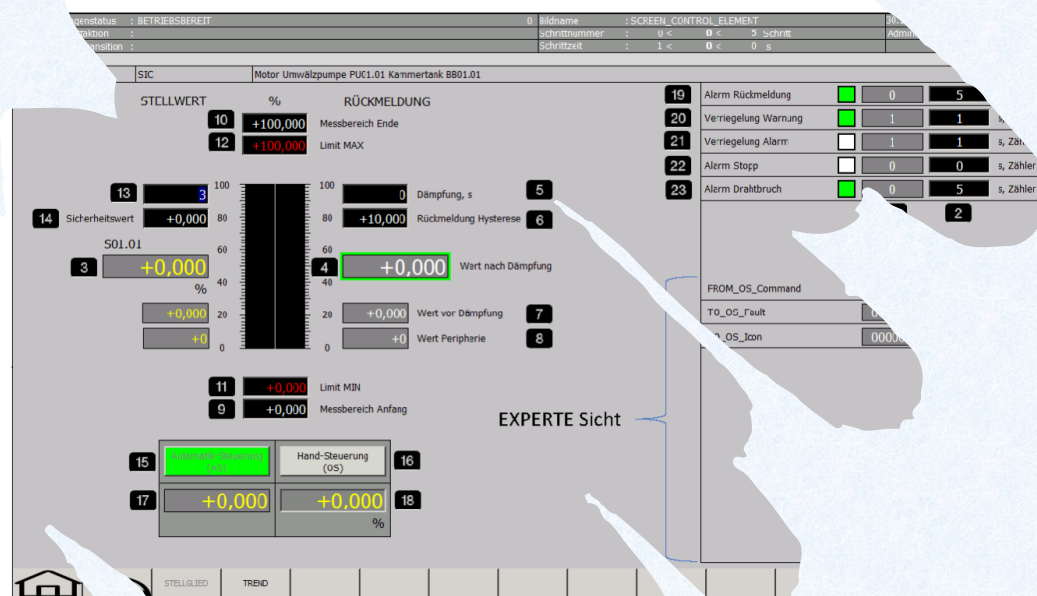 : BETRIEBSBEREIT 0 Bildname : SCREEN_CONTROL_ELEMENT
: Schrittnummer : 0 < 0 < 5 Schritt
: Schrittzeit : 1 < 0 < 0 s
SIC Motor Umwälzpumpe PU01.01 Kammertank BB01.01
STELLWERT % RÜCKMELDUNG
10 +100,000 Messbereich Ende
12 +100,000 Limit MAX
13 3 100 100 0 Dämpfung, s 5
14 Sicherheitswert +0,000 80 80 +10,000 Rückmeldung Hysterese 6
S01.01 60 60
3 +0,000 4 +0,000 Wert nach Dämpfung
% 40 40
+0,000 20 20 +0,000 Wert vor Dämpfung 7
+0 0 0 +0 Wert Peripherie 8
11 +0,000 Limit MIN
9 +0,000 Messbereich Anfang
15 Automatik-Steuerung Hand-Steuerung 16
(AS) (OS)
17 +0,000 +0,000 18
%
19 Alarm Rückmeldung 0 5
20 Verriegelung Warnung 1 1 s,
21 Verriegelung Alarm 1 1 s,
22 Alarm Stopp 0 0 s, Zähler
23 Alarm Drahtbruch 0 5 s, Zähler
2
FROM_OS_Command
TO_OS_Fault
_OS_Icon
EXPERTE Sicht
STELLGLIED TREND